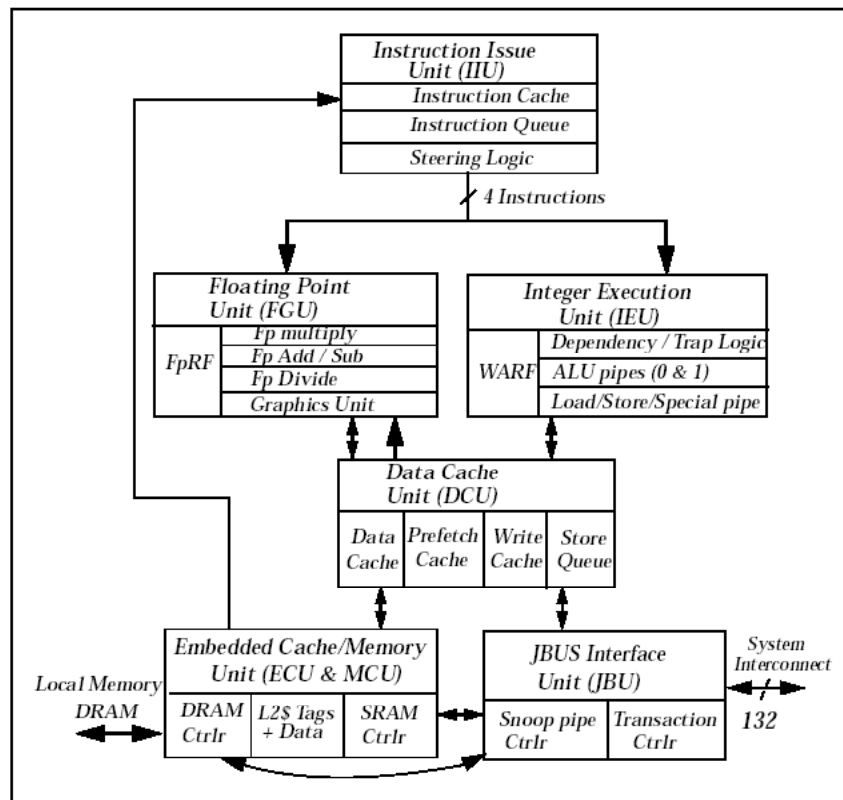 Instruction Issue
Unit (IIU)
Instruction Cache
Instruction Queue
Steering Logic
4 Instructions
Floating Point
Unit (FGU)
FpRF
Fp multiply
Fp Add / Sub
Fp Divide
Graphics Unit
Integer Execution
Unit (IEU)
WARF
Dependency / Trap Logic
ALU pipes (0 & 1)
Load/Store/Special pipe
Data Cache
Unit (DCU)
Data
Cache
Prefetch
Cache
Write
Cache
Store
Queue
Embedded Cache/Memory
Unit (ECU & MCU)
DRAM
Ctrlr
L2$ Tags
+ Data
SRAM
Ctrlr
Local Memory
DRAM
JBUS Interface
Unit (JBU)
Snoop pipe
Ctrlr
Transaction
Ctrlr
System
Interconnect
132